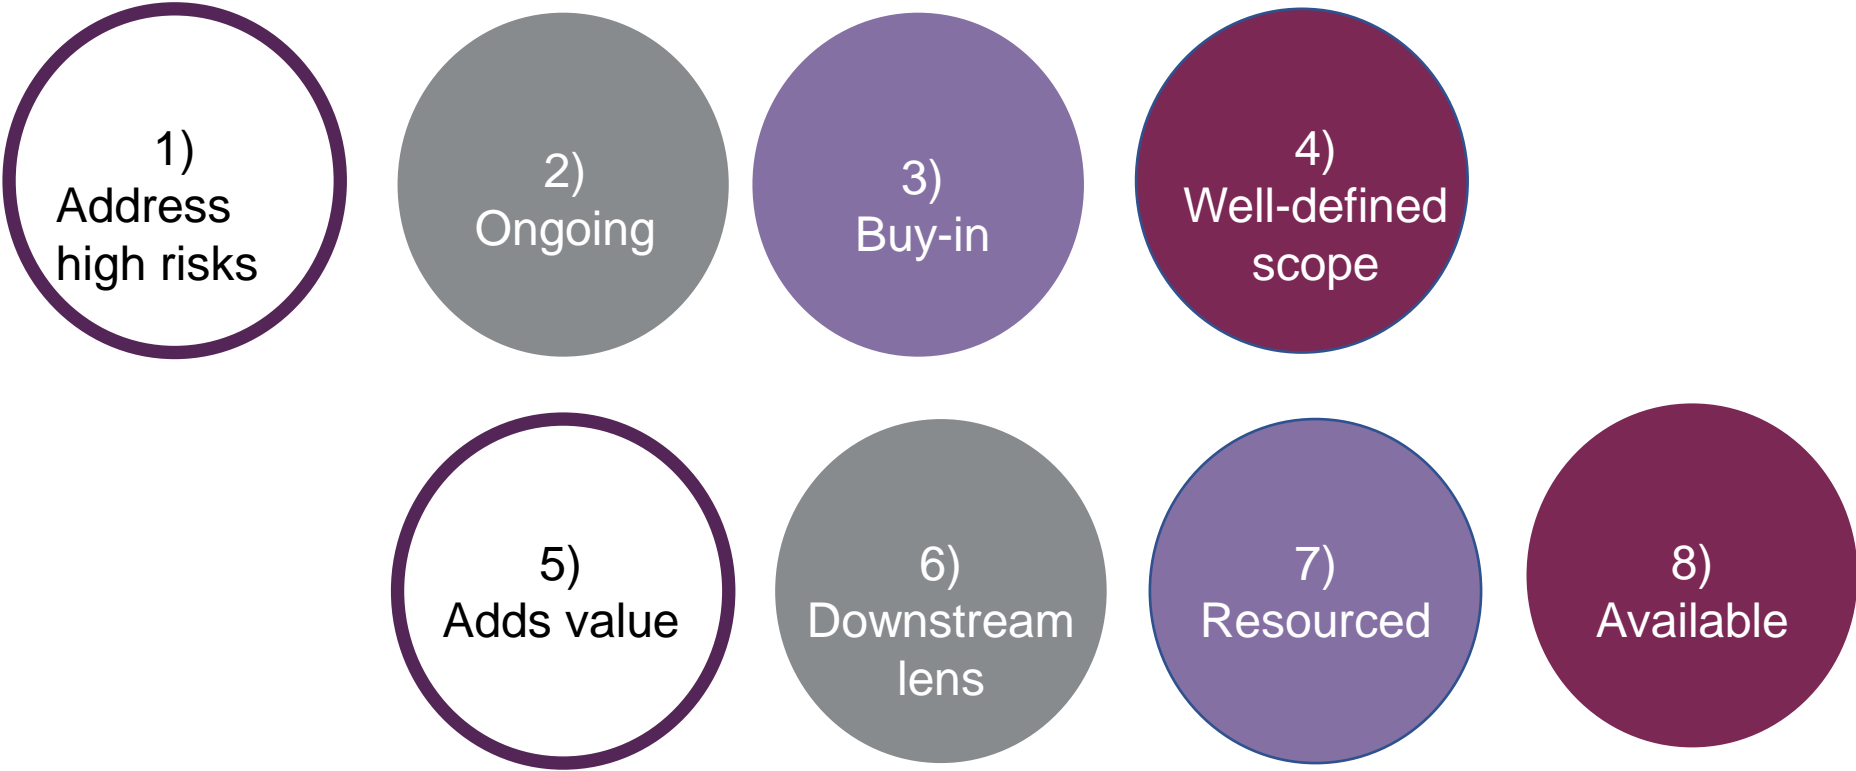 1)
Address
high risks
2)
Ongoing
3)
Buy-in
4)
Well-defined
scope
5)
Adds value
6)
Downstream
lens
7)
Resourced
8)
Available